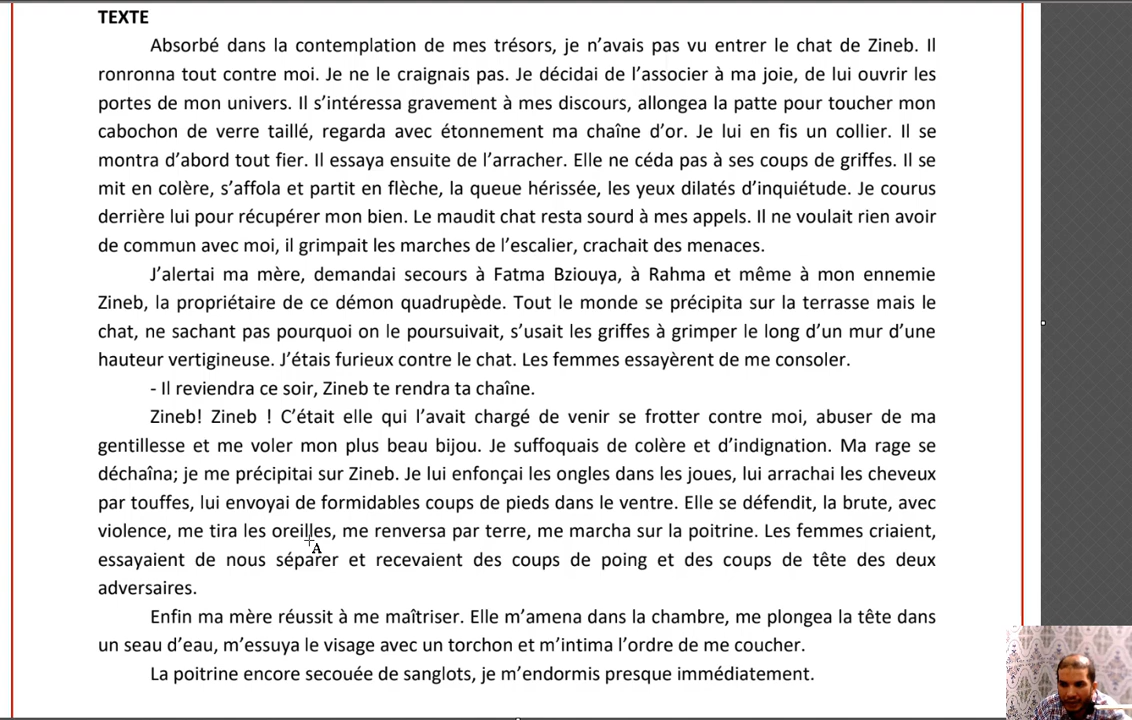 TEXTE
Absorbé dans la contemplation de mes trésors, je n’avais pas vu entrer le chat de Zineb. Il
ronronna tout contre moi. Je ne le craignais pas. Je décidai de l’associer à ma joie, de lui ouvrir les
portes de mon univers. Il s’intéressa gravement à mes discours, allongea la patte pour toucher mon
cabochon de verre taillé, regarda avec étonnement ma chaîne d’or. Je lui en fis un collier. Il se
montra d’abord tout fier. Il essaya ensuite de l’arracher. Elle ne céda pas à ses coups de griffes. Il se
mit en colère, s’affola et partit en flèche, la queue hérissée, les yeux dilatés d’inquiétude. Je courus
derrière lui pour récupérer mon bien. Le maudit chat resta sourd à mes appels. Il ne voulait rien avoir
de commun avec moi, il grimpait les marches de l’escalier, crachait des menaces.
J’alertai ma mère, demandai secours à Fatma Bziouya, à Rahma et même à mon ennemie
Zineb, la propriétaire de ce démon quadrupède. Tout le monde se précipita sur la terrasse mais le
chat, ne sachant pas pourquoi on le poursuivait, s’usait les griffes à grimper le long d’un mur d’une
hauteur vertigineuse. J’étais furieux contre le chat. Les femmes essayèrent de me consoler.
- Il reviendra ce soir, Zineb te rendra ta chaîne.
Zineb! Zineb ! C’était elle qui l’avait chargé de venir se frotter contre moi, abuser de ma
gentillesse et me voler mon plus beau bijou. Je suffoquais de colère et d’indignation. Ma rage se
déchaîna; je me précipitai sur Zineb. Je lui enfonçai les ongles dans les joues, lui arrachai les cheveux
par touffes, lui envoyai de formidables coups de pieds dans le ventre. Elle se défendit, la brute, avec
violence, me tira les oreilles, me renversa par terre, me marcha sur la poitrine. Les femmes criaient,
essayaient de nous séparer et recevaient des coups de poing et des coups de tête des deux
adversaires.
Enfin ma mère réussit à me maîtriser. Elle m’amena dans la chambre, me plongea la tête dans
un seau d’eau, m’essuya le visage avec un torchon et m’intima l’ordre de me coucher.
La poitrine encore secouée de sanglots, je m’endormis presque immédiatement.